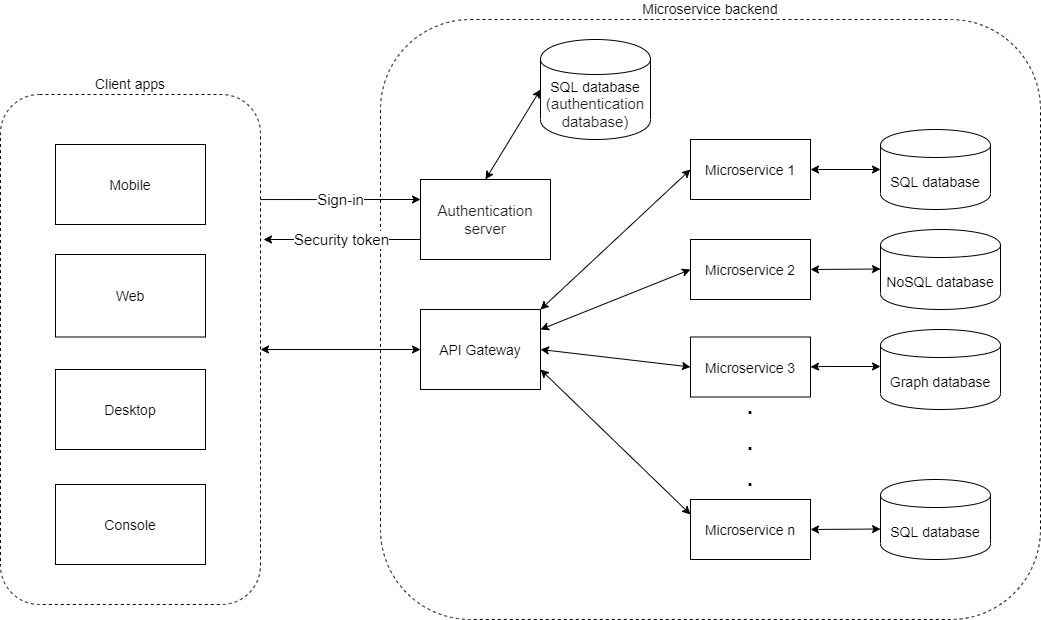 Microservice backend
Client apps
SQL database
(authentication
database)
Mobile
Web
Desktop
Console
Sign-in
Security token
Authentication
server
API Gateway
Microservice 1
SQL database
Microservice 2
NoSQL database
Microservice 3
Graph database
Microservice n
SQL database